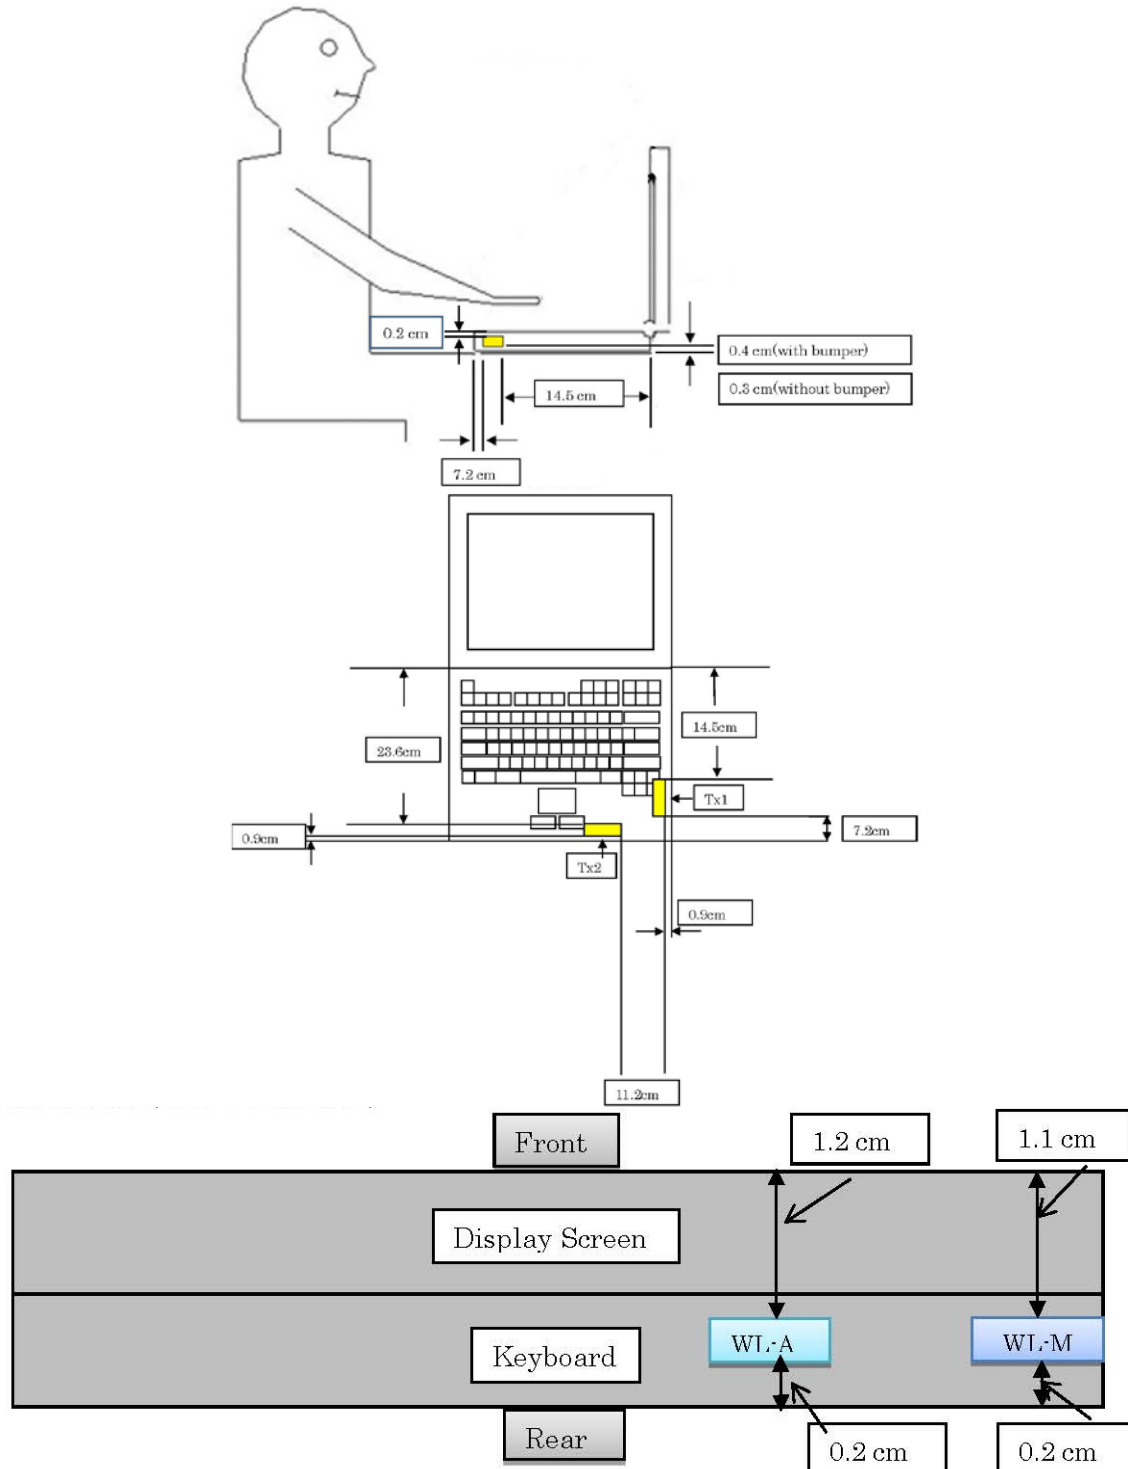 0.2 cm
0.4 cm(with bumper)
0.3 cm(without bumper)
14.5 cm
7.2 cm
14.5cm
23.6cm
Tx1
7.2cm
0.9cm
Tx2
0.9cm
11.2cm
Front
1.2 cm
1.1 cm
Display Screen
WL-A
WL-M
Keyboard
Rear
0.2 cm
0.2 cm